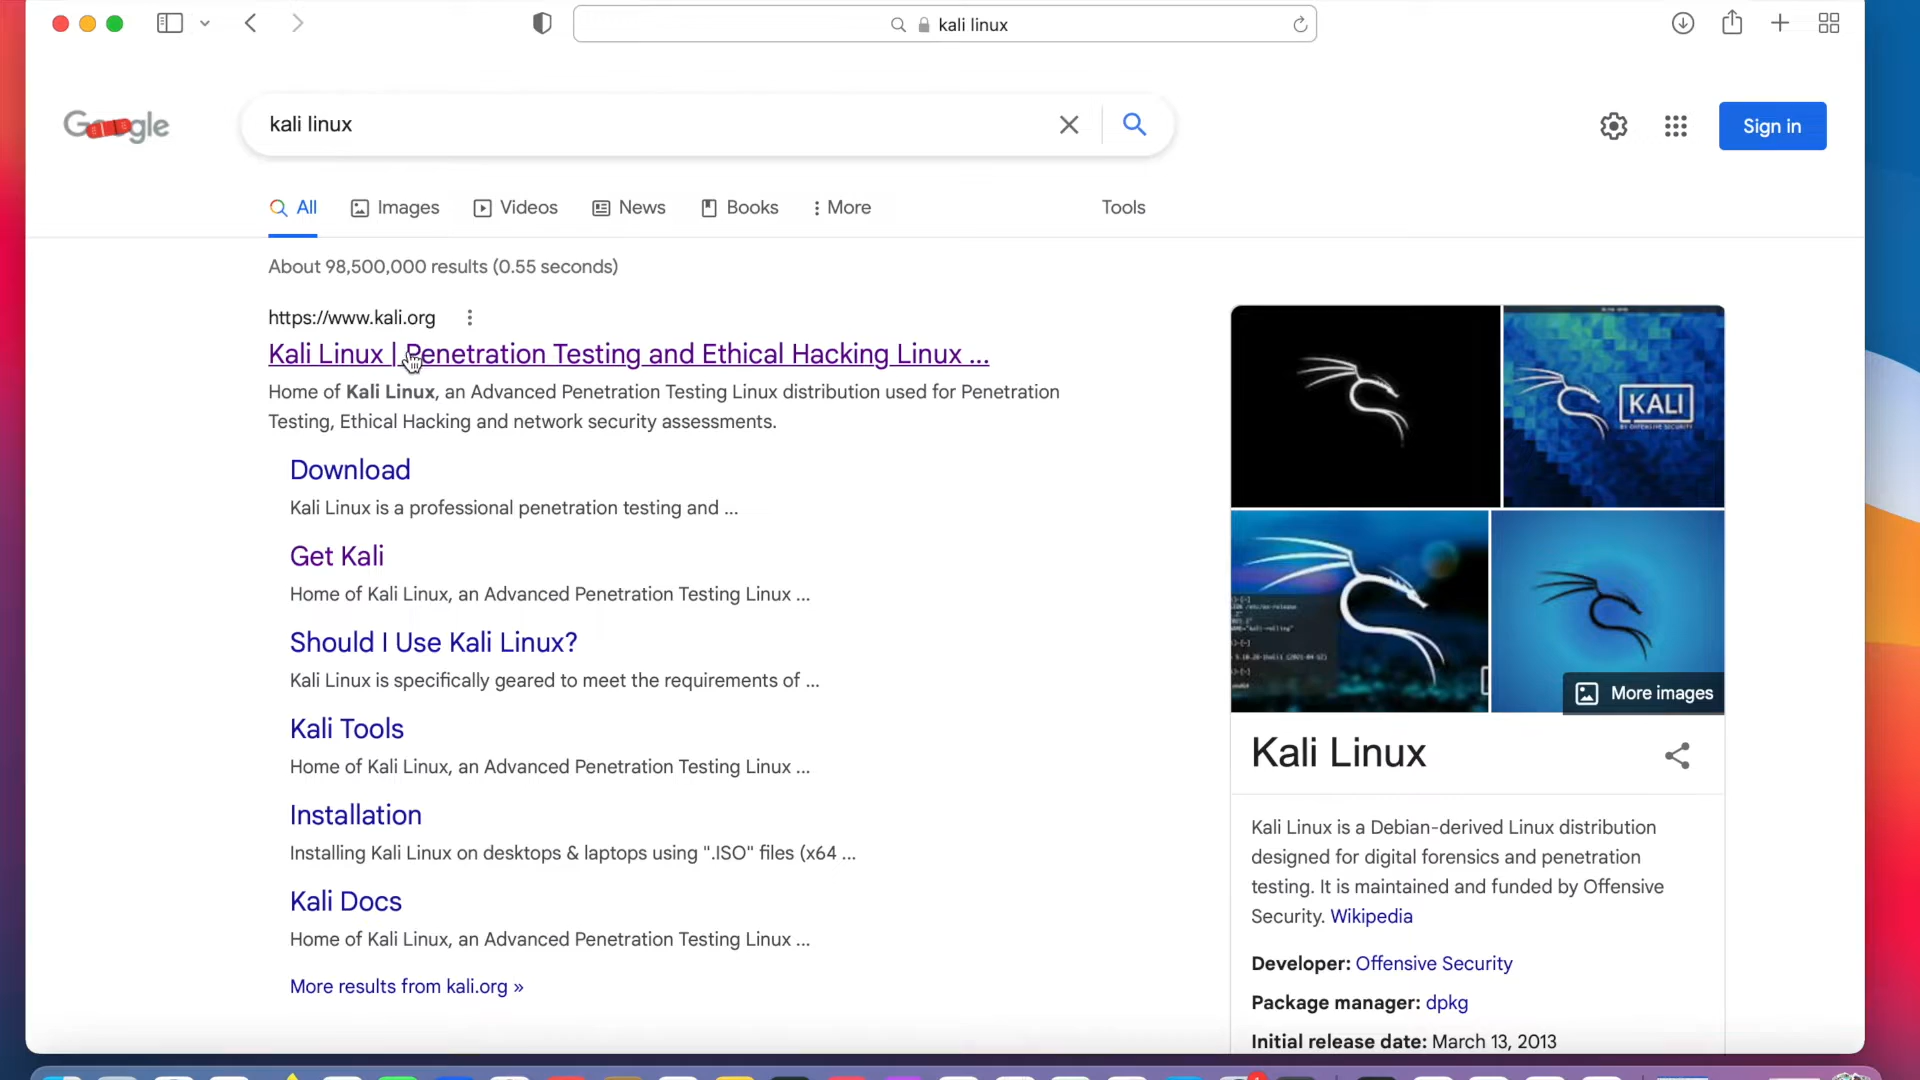 kali linux
Google
kali linux
Sign in
All
Images
Videos
News
Books
More
Tools
About 98,500,000 results (0.55 seconds)
https://www.kali.org
Kali Linux | Penetration Testing and Ethical Hacking Linux ...
Home of Kali Linux, an Advanced Penetration Testing Linux distribution used for Penetration
Testing, Ethical Hacking and network security assessments.
Download
Kali Linux is a professional penetration testing and ...
Get Kali
Home of Kali Linux, an Advanced Penetration Testing Linux ...
Should I Use Kali Linux?
Kali Linux is specifically geared to meet the requirements of ...
Kali Tools
Home of Kali Linux, an Advanced Penetration Testing Linux ...
Installation
Installing Kali Linux on desktops & laptops using ".ISO" files (x64 ...
Kali Docs
Home of Kali Linux, an Advanced Penetration Testing Linux ...
More results from kali.org »
KALI
BY OFFENSIVE SECURITY
More images
Kali Linux
Kali Linux is a Debian-derived Linux distribution
designed for digital forensics and penetration
testing. It is maintained and funded by Offensive
Security. Wikipedia
Developer: Offensive Security
Package manager: dpkg
Initial release date: March 13, 2013